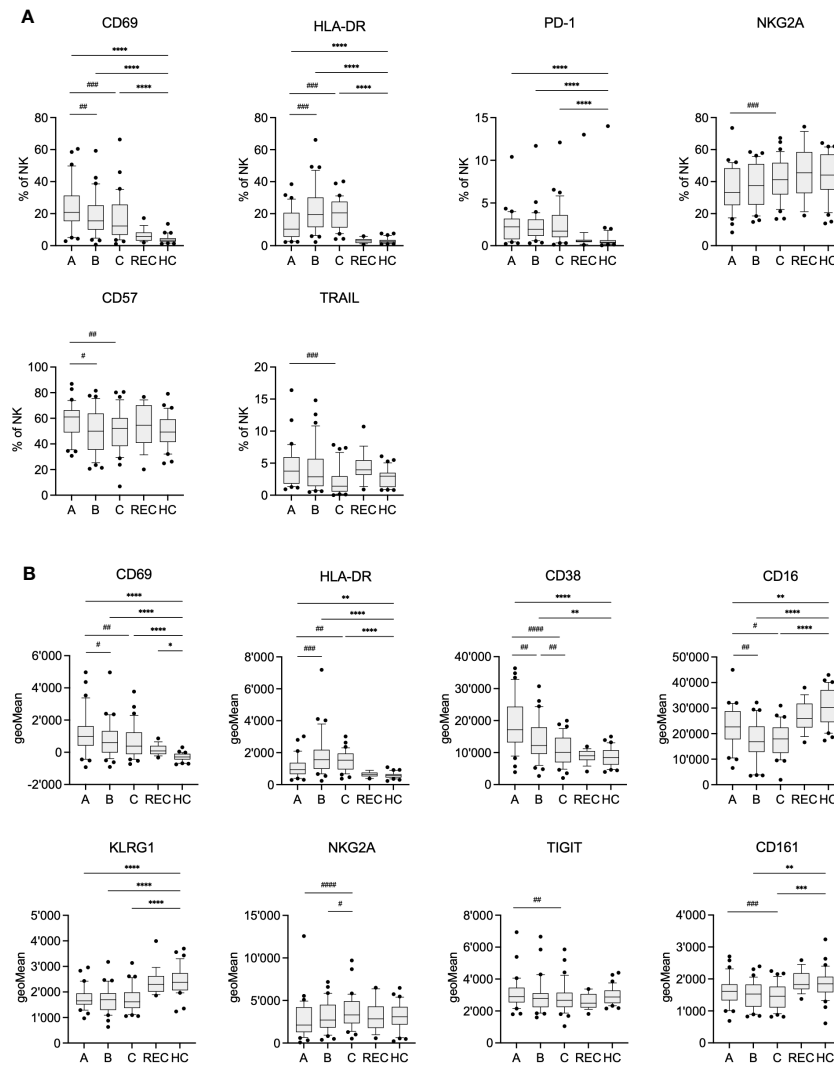 A
CD69
HLA-DR
PD-1
NKG2A
****
****
### ****
##
****
****
### ****
###
****
****
****
###
% of NK
80
60
40
20
0
A B C REC HC
% of NK
80
60
40
20
0
A B C REC HC
% of NK
15
10
5
0
A B C REC HC
% of NK
80
60
40
20
0
A B C REC HC
CD57
TRAIL
##
#
###
% of NK
100
80
60
40
20
0
A B C REC HC
% of NK
20
15
10
5
0
A B C REC HC
B
CD69
HLA-DR
CD38
CD16
****
****
## ****
# *
**
****
## ****
###
****
**
####
## ##
**
****
# ****
##
geoMean
6'000
4'000
2'000
0
-2'000
A B C REC HC
geoMean
8'000
6'000
4'000
2'000
0
A B C REC HC
geoMean
40'000
30'000
20'000
10'000
0
A B C REC HC
geoMean
50'000
40'000
30'000
20'000
10'000
0
A B C REC HC
KLRG1
NKG2A
TIGIT
CD161
****
****
****
####
#
##
**
***
###
geoMean
5'000
4'000
3'000
2'000
1'000
0
A B C REC HC
geoMean
15'000
10'000
5'000
0
A B C REC HC
geoMean
8'000
6'000
4'000
2'000
0
A B C REC HC
geoMean
4'000
3'000
2'000
1'000
0
A B C REC HC